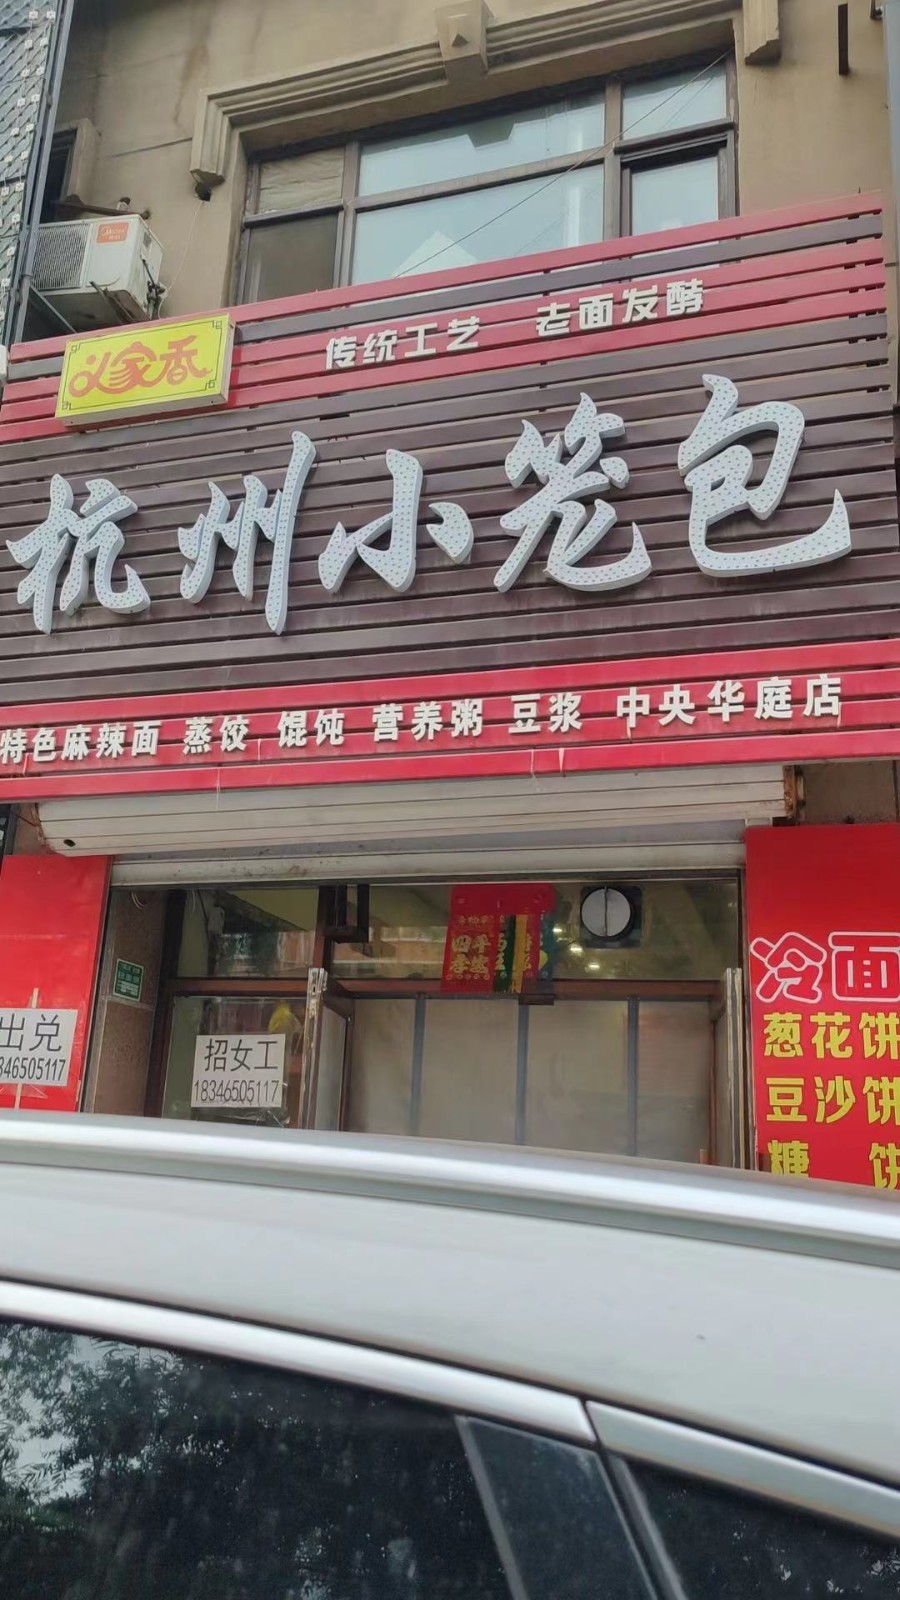 Midea
义家香
传统工艺 老面发酵
杭州小笼包
特色麻辣面 蒸饺 馄饨 营养粥 豆浆 中央华庭店
出兑
346505117
招女工
18346505117
冷面
葱花饼
豆沙饼
糖 饼